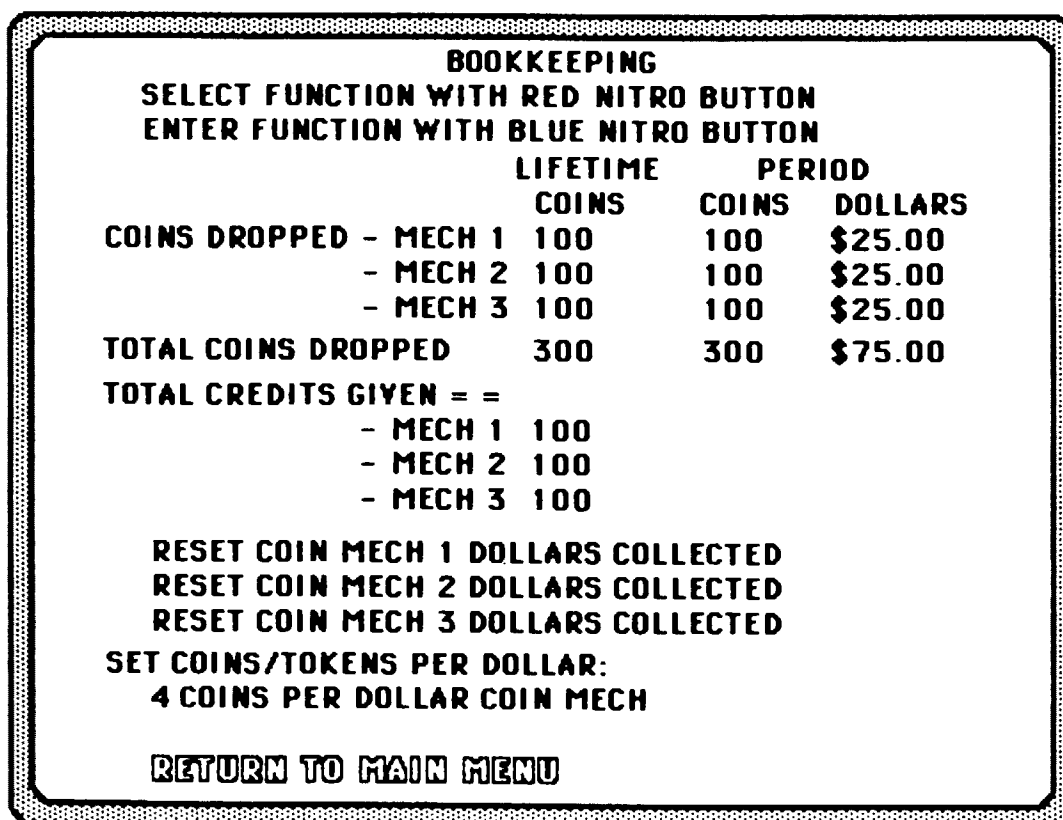 BOOKKEEPING
SELECT FUNCTION WITH RED NITRO BUTTON
ENTER FUNCTION WITH BLUE NITRO BUTTON
LIFETIME PERIOD
COINS COINS DOLLARS
COINS DROPPED - MECH 1 100 100 $25.00
- MECH 2 100 100 $25.00
- MECH 3 100 100 $25.00
TOTAL COINS DROPPED 300 300 $75.00
TOTAL CREDITS GIVEN = =
- MECH 1 100
- MECH 2 100
- MECH 3 100
RESET COIN MECH 1 DOLLARS COLLECTED
RESET COIN MECH 2 DOLLARS COLLECTED
RESET COIN MECH 3 DOLLARS COLLECTED
SET COINS/TOKENS PER DOLLAR:
4 COINS PER DOLLAR COIN MECH
RETURN TO MAIN MENU